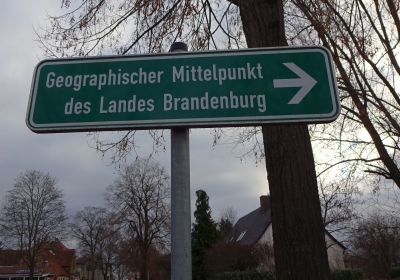 Geographischer Mittelpunkt
des Landes Brandenburg